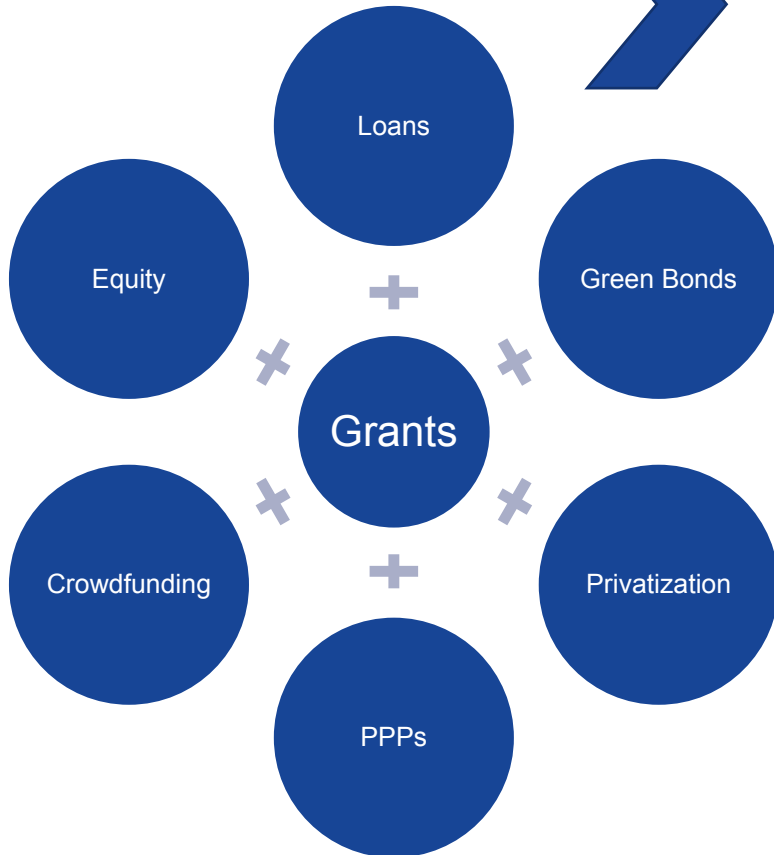 Loans
Equity
Green Bonds
Grants
Crowdfunding
Privatization
PPPs